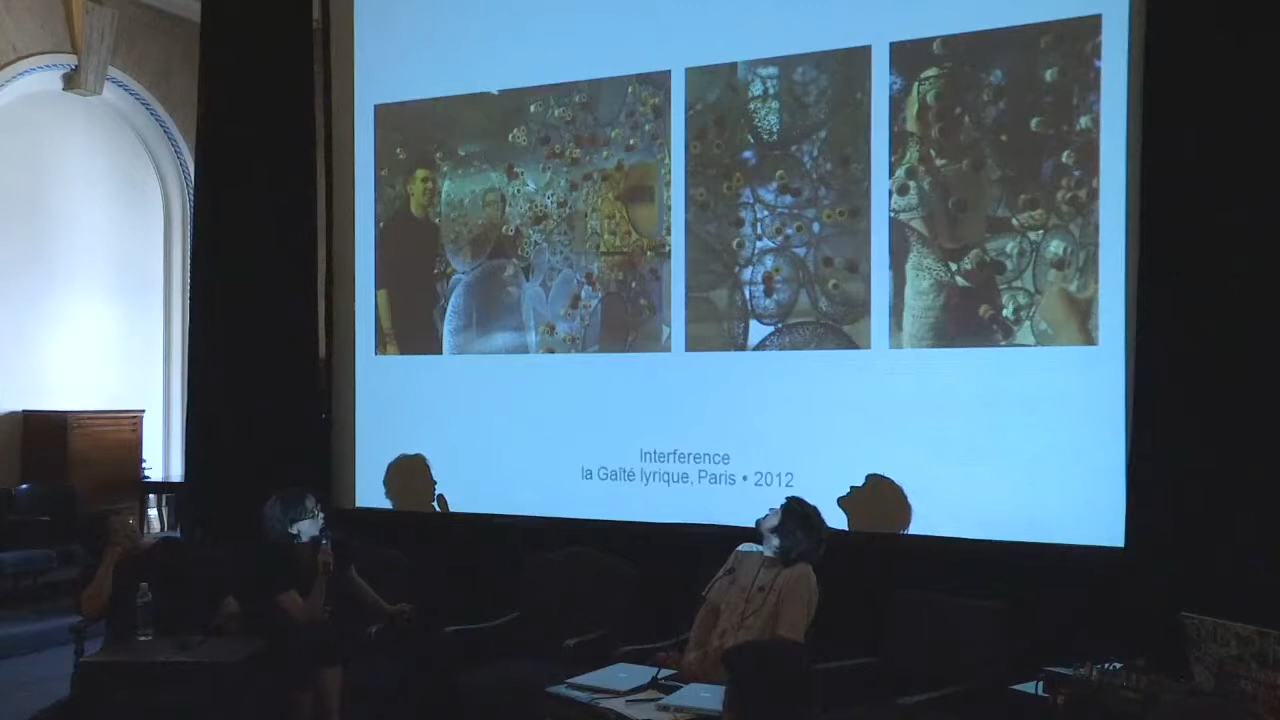 Interference
la Gaîté lyrique, Paris • 2012